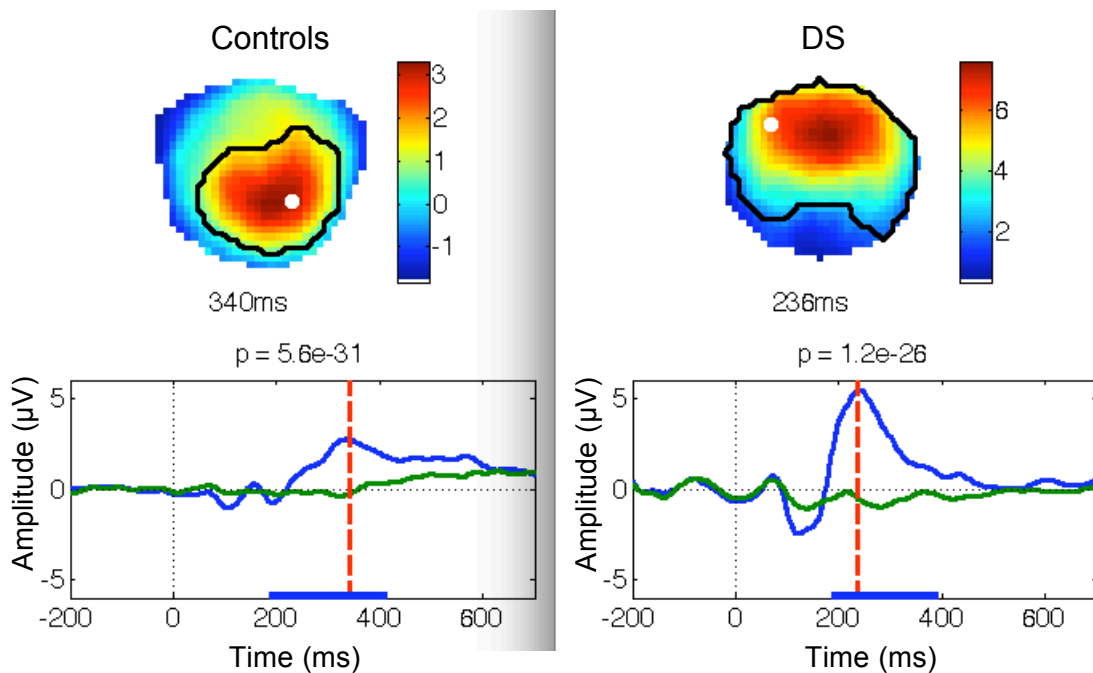 Controls
3
2
1
0
-1
340ms
p = 5.6e-31
Amplitude (µV)
5
0
-5
-200 0 200 400 600
Time (ms)
DS
6
4
2
236ms
p = 1.2e-26
Amplitude (µV)
5
0
-5
-200 0 200 400 600
Time (ms)